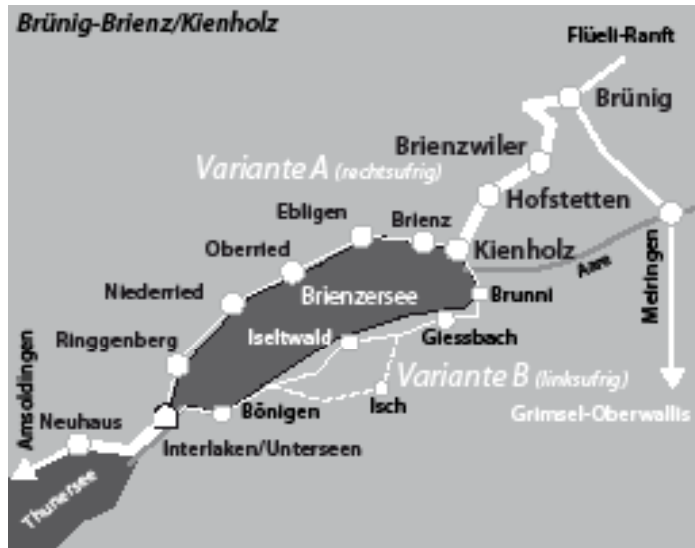 Brünig-Brienz/Kienholz
Flüeli-Ranft
Brünig
Brienzwiler
Variante A (rechtsufrig)
Hofstetten
Ebligen
Brienz
Kienholz
Oberried
Aare
Meiringen
Niederried
Brienzersee
Brunni
Iseltwald
Giessbach
Ringgenberg
Variante B (linksufrig)
Isch
Grimsel-Oberwallis
Bönigen
Amsoldingen
Neuhaus
Interlaken/Unterseen
Thunersee